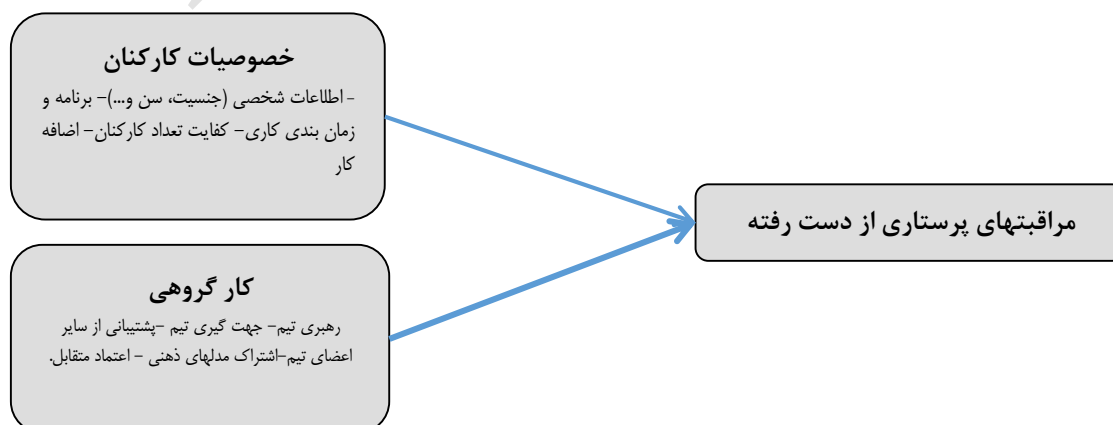 خصوصیات کارکنان
- اطلاعات شخصی (جنسیت، سن و...)- برنامه و
زمان بندی کاری- کفایت تعداد کارکنان- اضافه
کار
مراقبتهای پرستاری از دست رفته
کار گروهی
رهبری تیم- جهت گیری تیم -پشتیبانی از سایر
اعضای تیم-اشتراک مدلهای ذهنی - اعتماد متقابل.